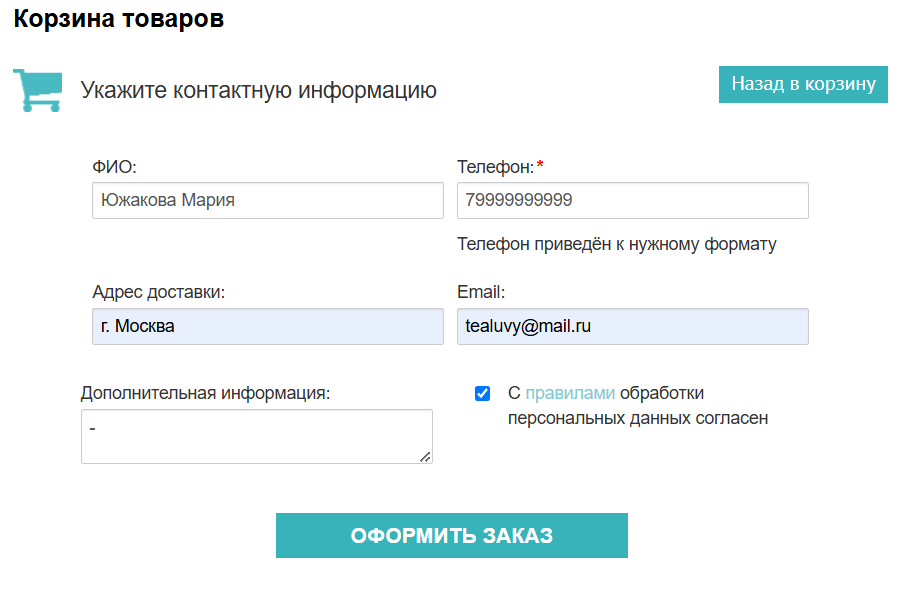 Корзина товаров
Укажите контактную информацию
Назад в корзину
ФИО:
Телефон:*
Южакова Мария
79999999999
Телефон приведён к нужному формату
Адрес доставки:
Email:
г. Москва
tealuvy@mail.ru
Дополнительная информация:
С правилами обработки
персональных данных согласен
-
ОФОРМИТЬ ЗАКАЗ